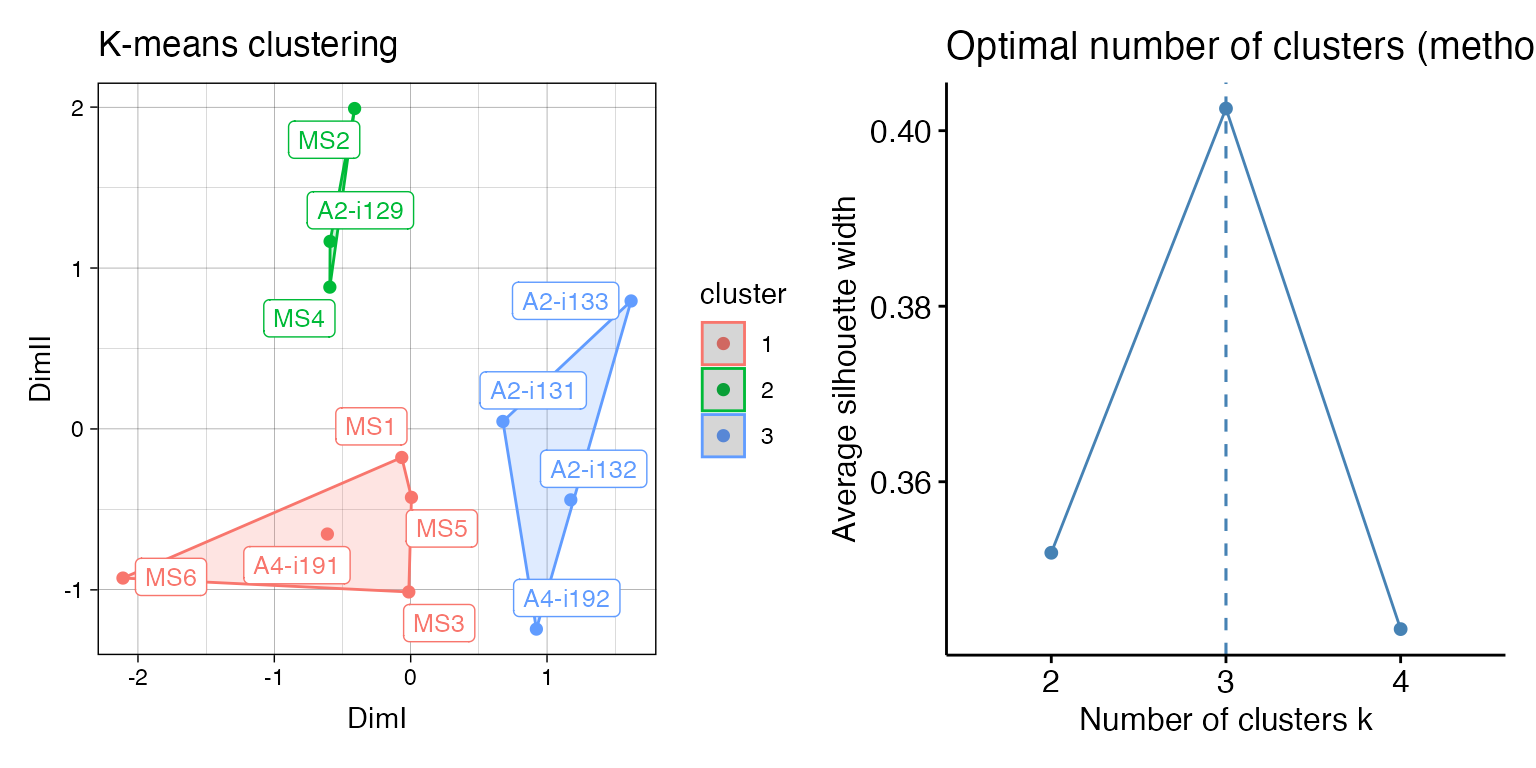 K-means clustering
2
1
0
-1
DimII
MS2
A2-i129
MS4
A2-i133
A2-i131
MS1
A2-i132
MS5
A4-i191
MS6
A4-i192
MS3
-2
-1
0
1
DimI
cluster
1
2
3
Optimal number of clusters (metho
0.40
0.38
0.36
Average silhouette width
2
3
4
Number of clusters k